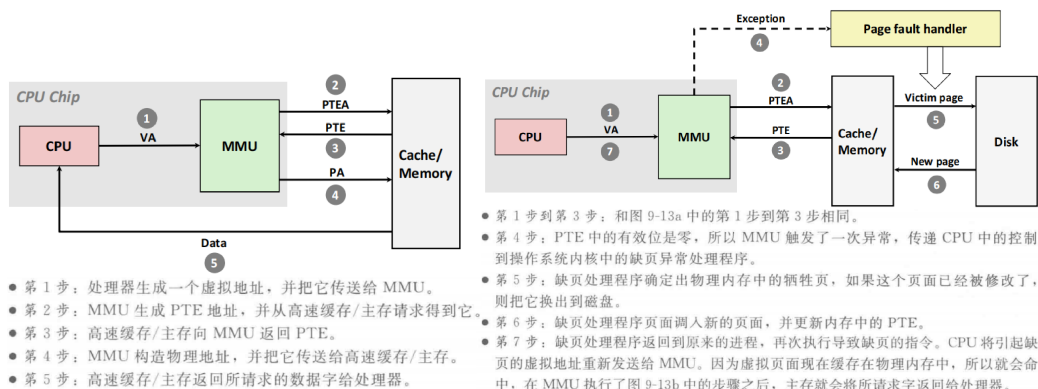 CPU Chip
CPU
1
VA
MMU
2
PTEA
PTE
3
PA
4
Cache/
Memory
Data
5
● 第 1 步：处理器生成一个虚拟地址，并把它传送给 MMU。
● 第 2 步：MMU 生成 PTE 地址，并从高速缓存/主存请求得到它。
● 第 3 步：高速缓存/主存向 MMU 返回 PTE。
● 第 4 步：MMU 构造物理地址，并把它传送给高速缓存/主存。
● 第 5 步：高速缓存/主存返回所请求的数据字给处理器。
Exception
4
Page fault handler
CPU Chip
CPU
1
VA
7
MMU
2
PTEA
PTE
3
Cache/
Memory
Victim page
5
New page
6
Disk
● 第 1 步到第 3 步：和图 9-13a 中的第 1 步到第 3 步相同。
● 第 4 步：PTE 中的有效位是零，所以 MMU 触发了一次异常，传递 CPU 中的控制
到操作系统内核中的缺页异常处理程序。
● 第 5 步：缺页处理程序确定出物理内存中的牺牲页，如果这个页面已经被修改了，
则把它换出到磁盘。
● 第 6 步：缺页处理程序页面调入新的页面，并更新内存中的 PTE。
● 第 7 步：缺页处理程序返回到原来的进程，再次执行导致缺页的指令。CPU 将引起缺
页的虚拟地址重新发送给 MMU。因为虚拟页面现在缓存在物理内存中，所以就会命
中，在 MMU 执行了图 9-13b 中的步骤之后，主存就会将所请求字返回给处理器。